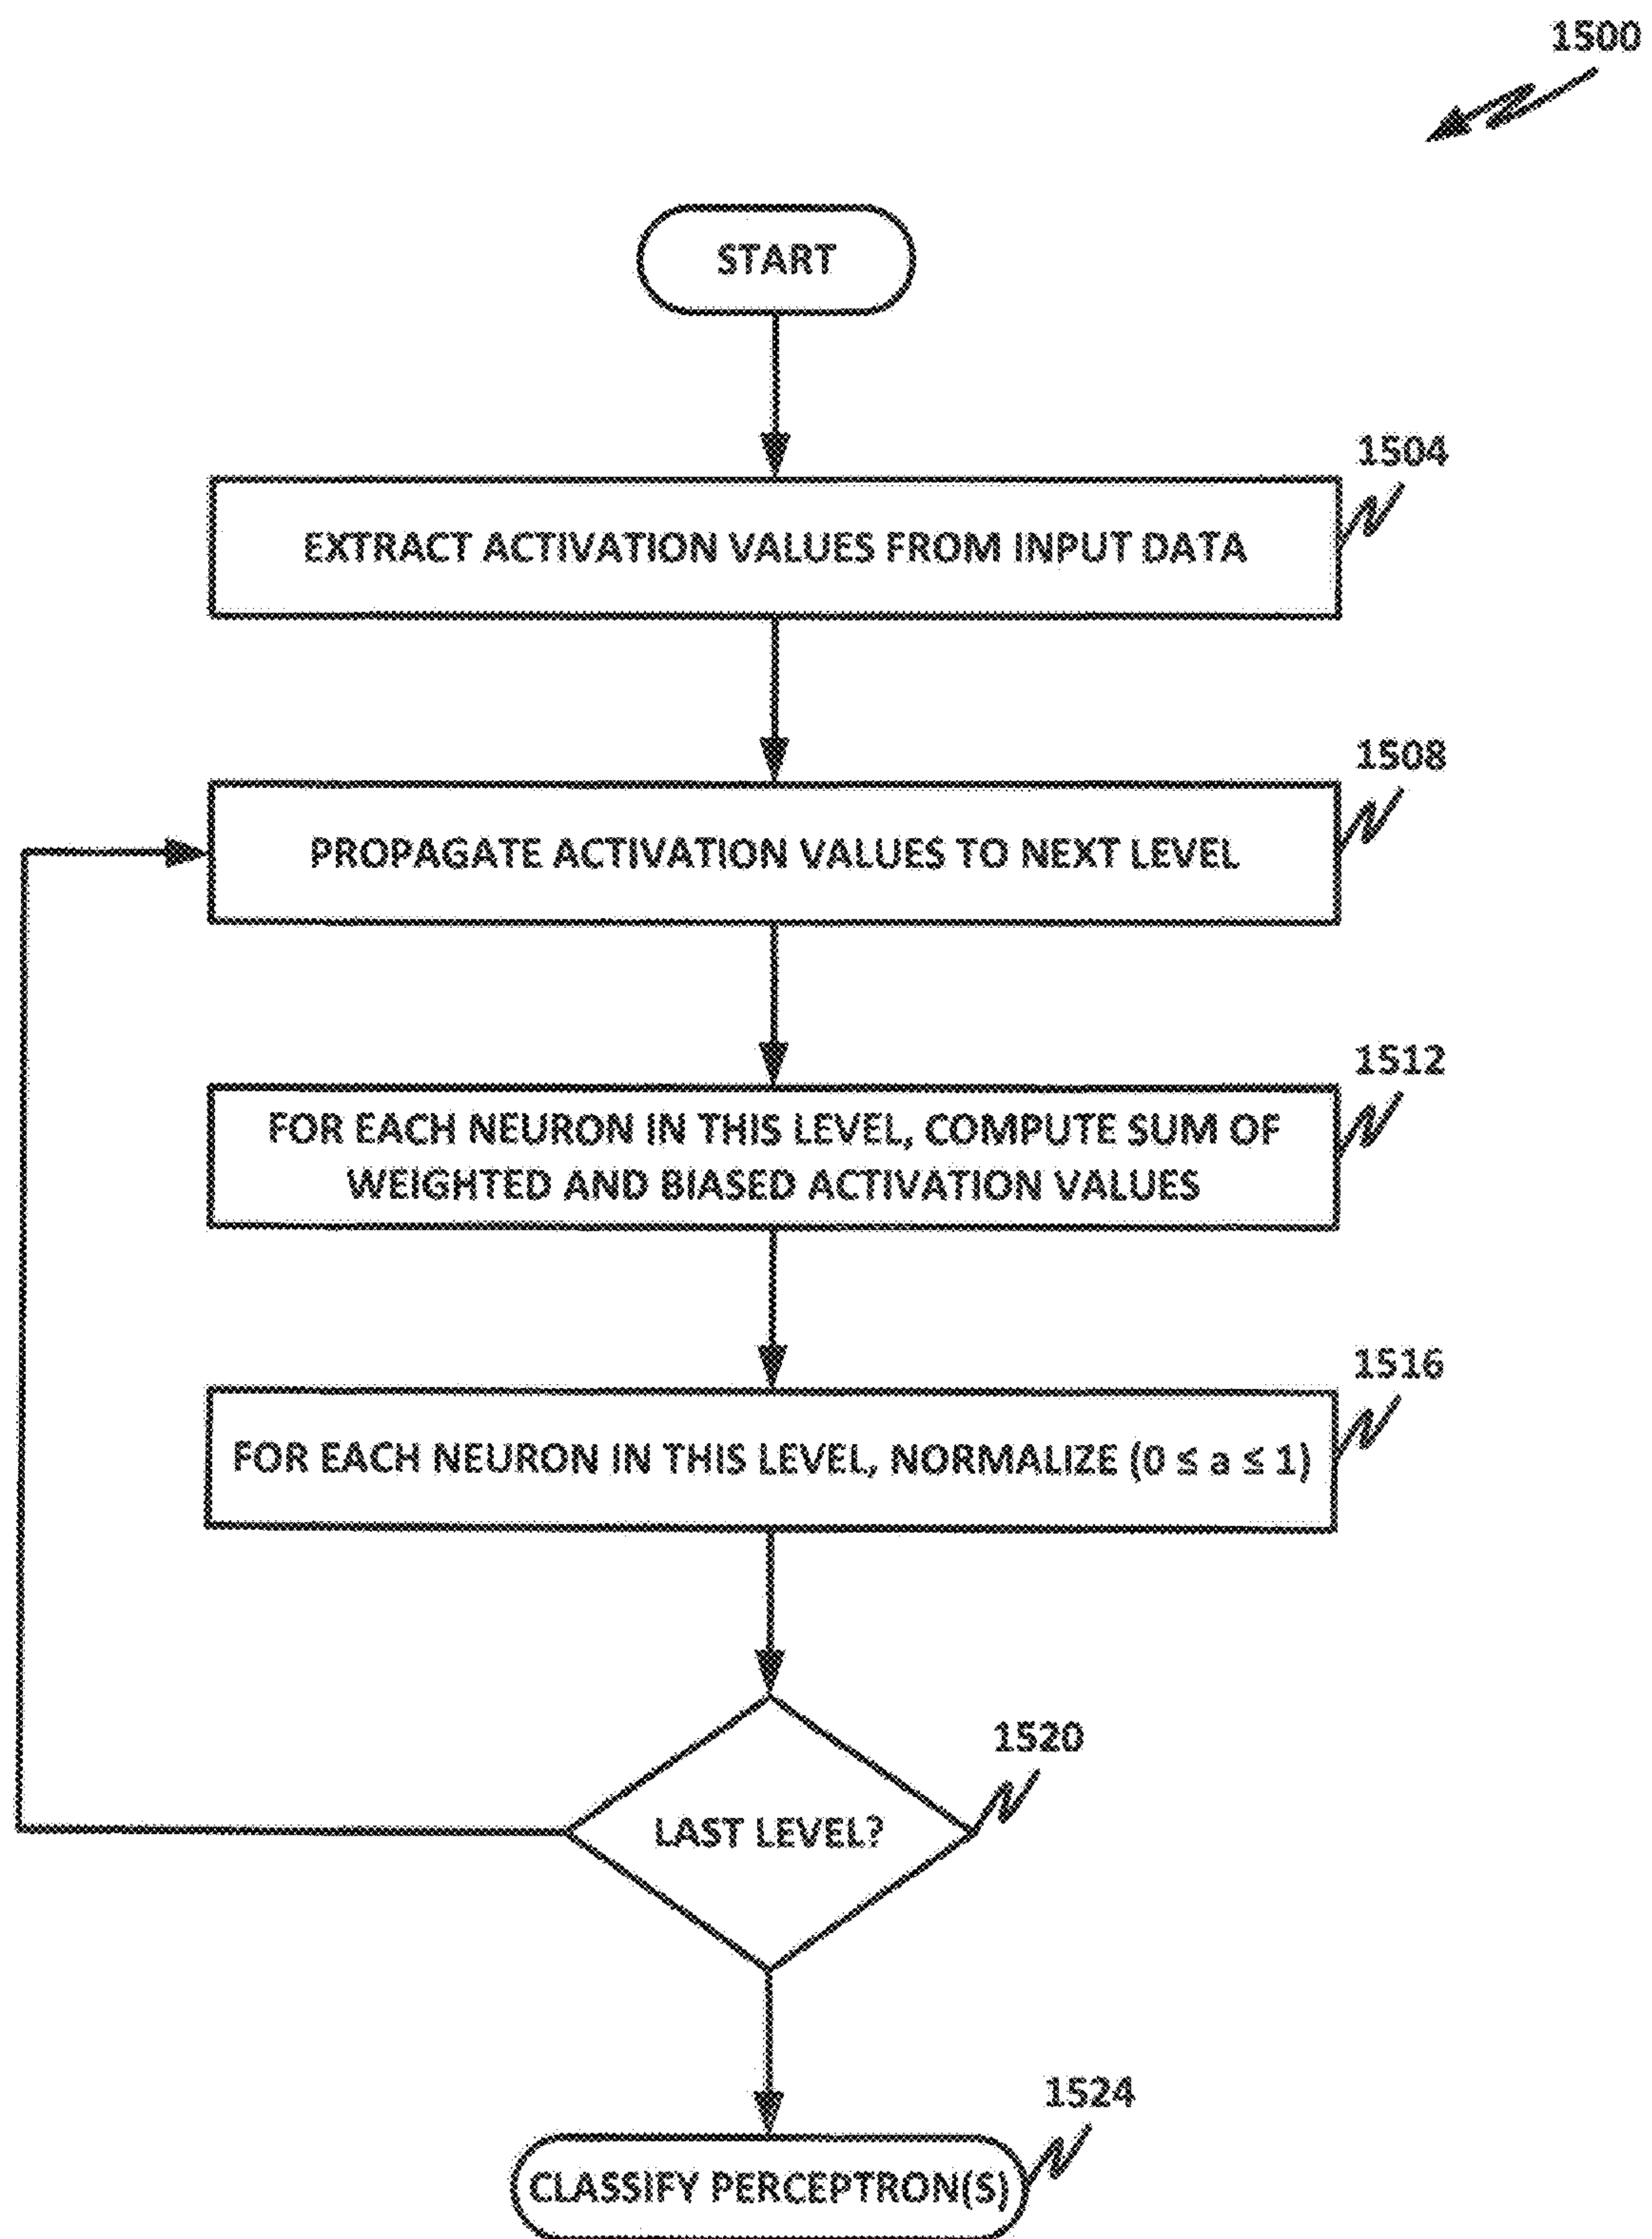 1500
START
1504
EXTRACT ACTIVATION VALUES FROM INPUT DATA
1508
PROPAGATE ACTIVATION VALUES TO NEXT LEVEL
1512
FOR EACH NEURON IN THIS LEVEL, COMPUTE SUM OF
WEIGHTED AND BIASED ACTIVATION VALUES
1516
FOR EACH NEURON IN THIS LEVEL, NORMALIZE (0 ≤ a ≤ 1)
1520
LAST LEVEL?
1524
CLASSIFY PERCEPTRON(S)